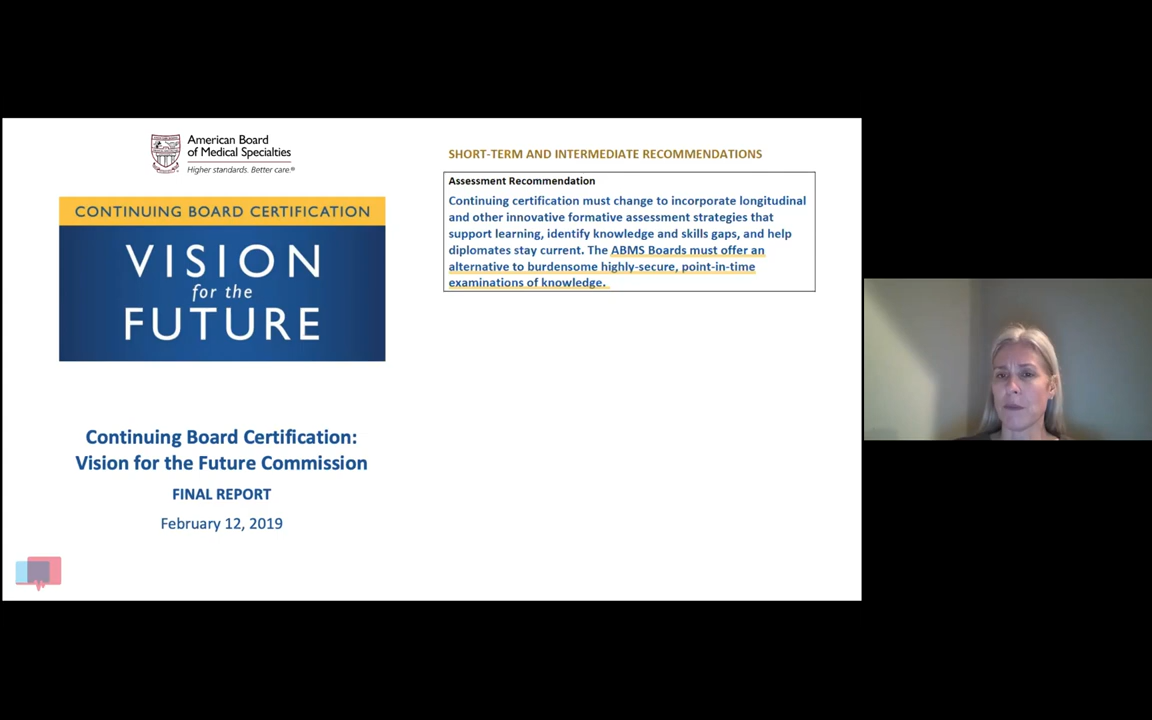 American Board
of Medical Specialties
Higher standards. Better care.®
CONTINUING BOARD CERTIFICATION
VISION
for the
FUTURE
Continuing Board Certification:
Vision for the Future Commission
FINAL REPORT
February 12, 2019
SHORT-TERM AND INTERMEDIATE RECOMMENDATIONS
Assessment Recommendation
Continuing certification must change to incorporate longitudinal
and other innovative formative assessment strategies that
support learning, identify knowledge and skills gaps, and help
diplomates stay current. The ABMS Boards must offer an
alternative to burdensome highly-secure, point-in-time
examinations of knowledge.